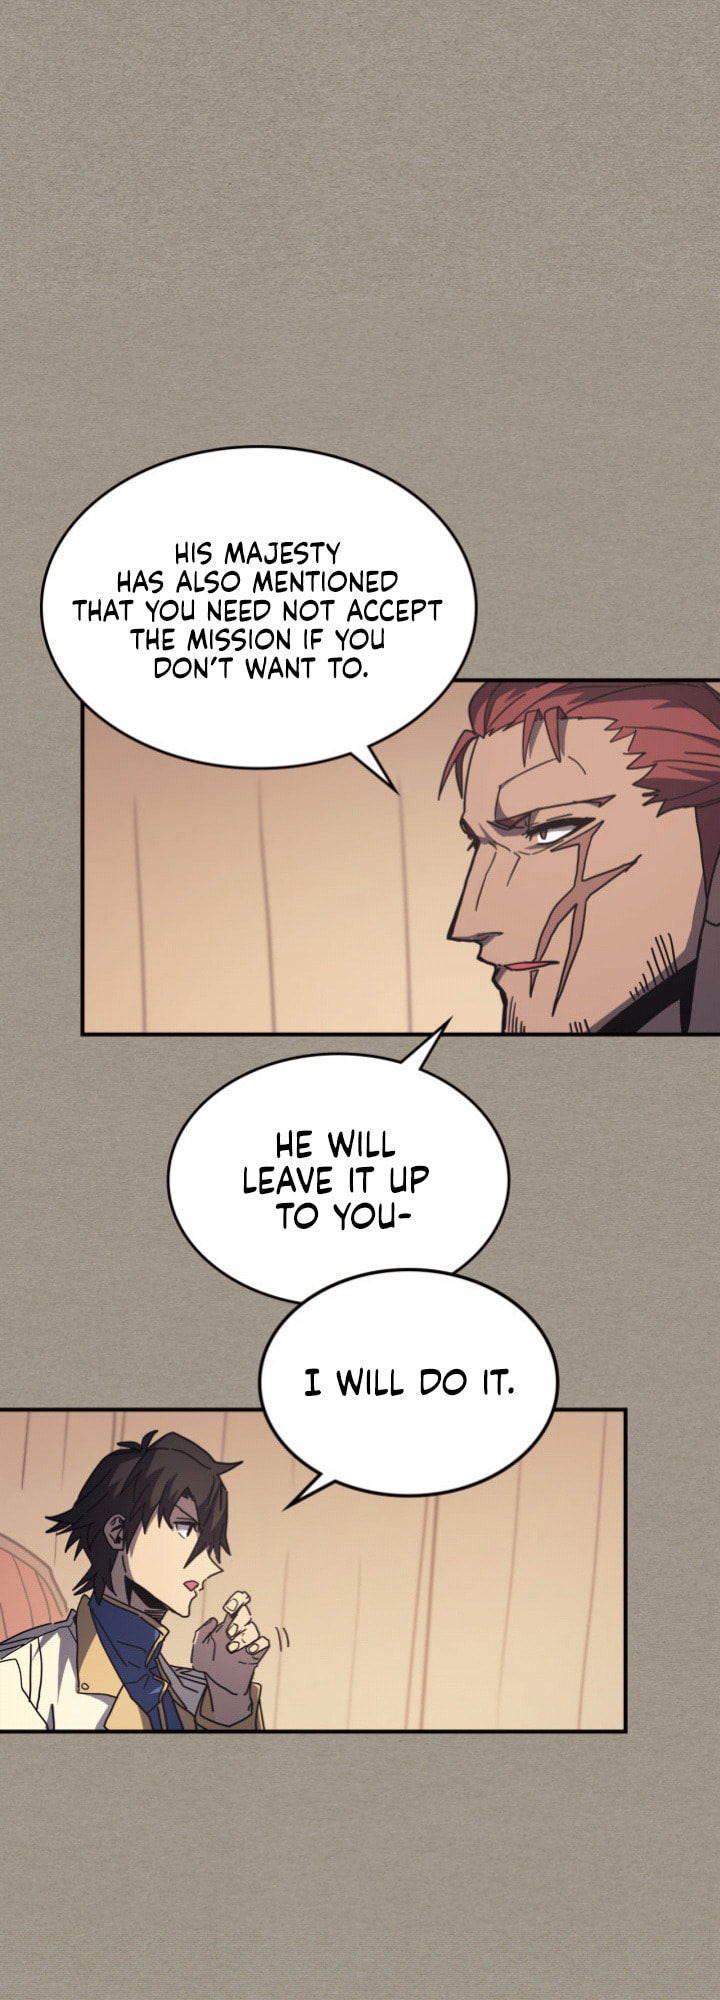 HIS MAJESTY
HAS ALSO MENTIONED
THAT YOU NEED NOT ACCEPT
THE MISSION IF YOU
DON'T WANT TO.
HE WILL
LEAVE IT UP
TO YOU-
I WILL DO IT.